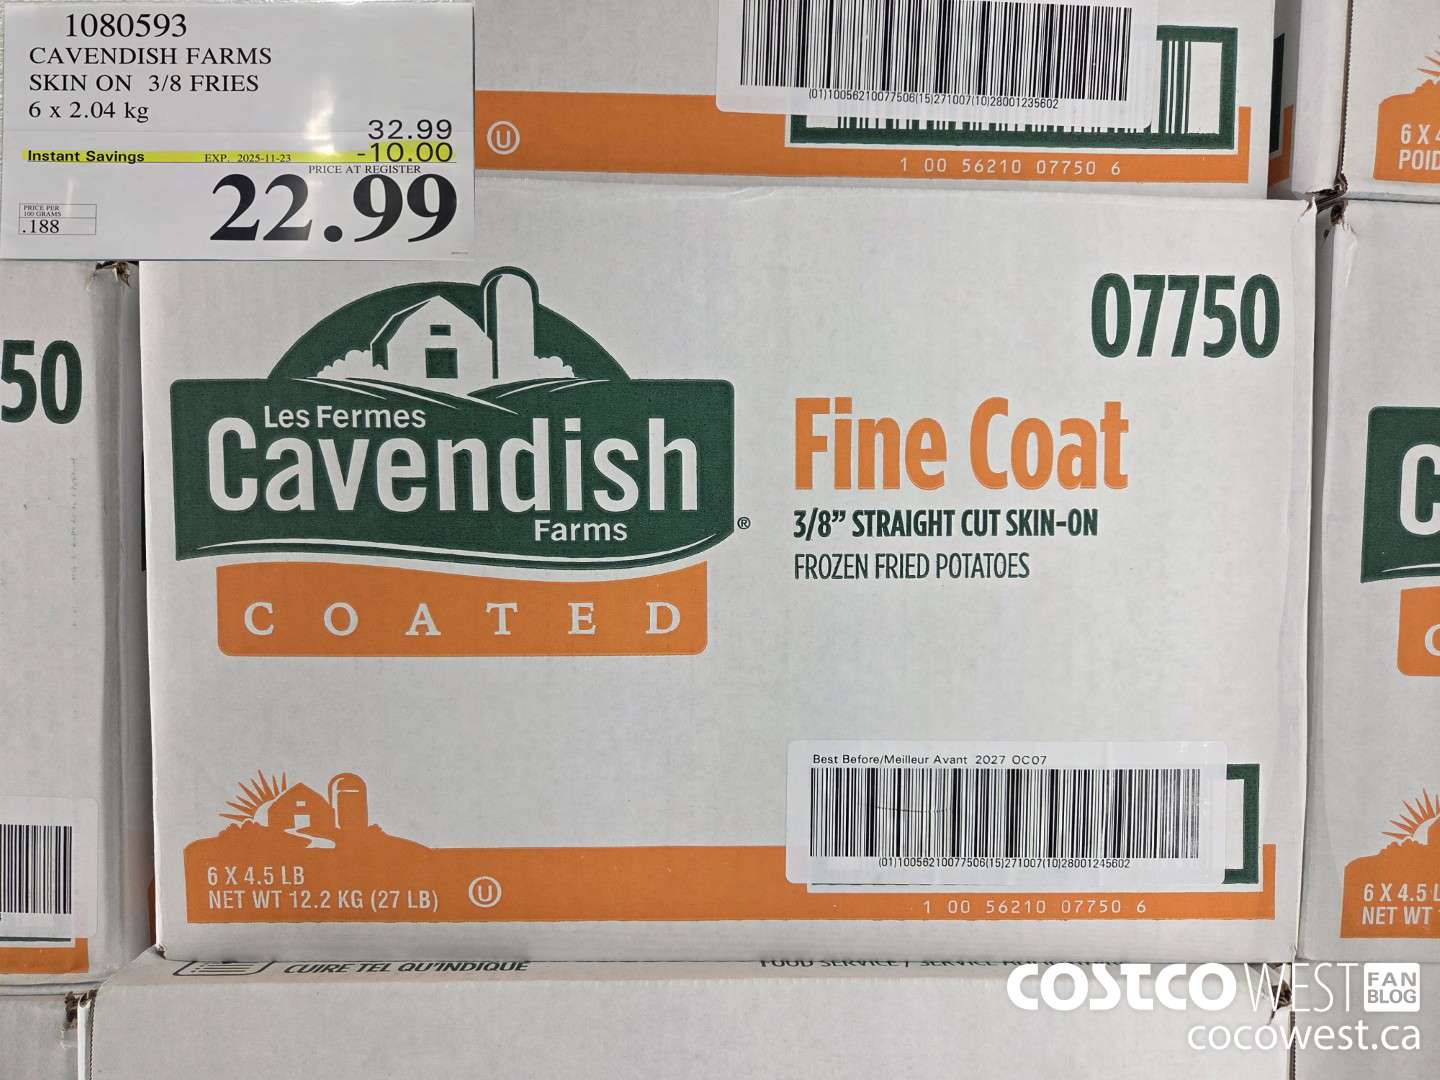 1080593
CAVENDISH FARMS
SKIN ON 3/8 FRIES
6 x 2.04 kg
32.99
Instant Savings EXP. 2025-11-23 -10.00
PRICE AT REGISTER
22.99
PRICE PER
100 GRAMS
.188
(01)10056210077506(15)271007(10)28001235602
U
1 00 56210 07750 6
6 X 4
POID
50
07750
Les Fermes
Cavendish
Farms
®
COATED
Fine Coat
3/8” STRAIGHT CUT SKIN-ON
FROZEN FRIED POTATOES
Best Before/Meilleur Avant 2027 OC07
(01)10056210077506(15)271007(10)28001245602
6 X 4.5 LB
NET WT 12.2 KG (27 LB)
U
1 00 56210 07750 6
C
C
6 X 4.5 L
NET WT
CUIRE TEL QU'INDIQUE
COSTCO WEST FAN BLOG
cocowest.ca